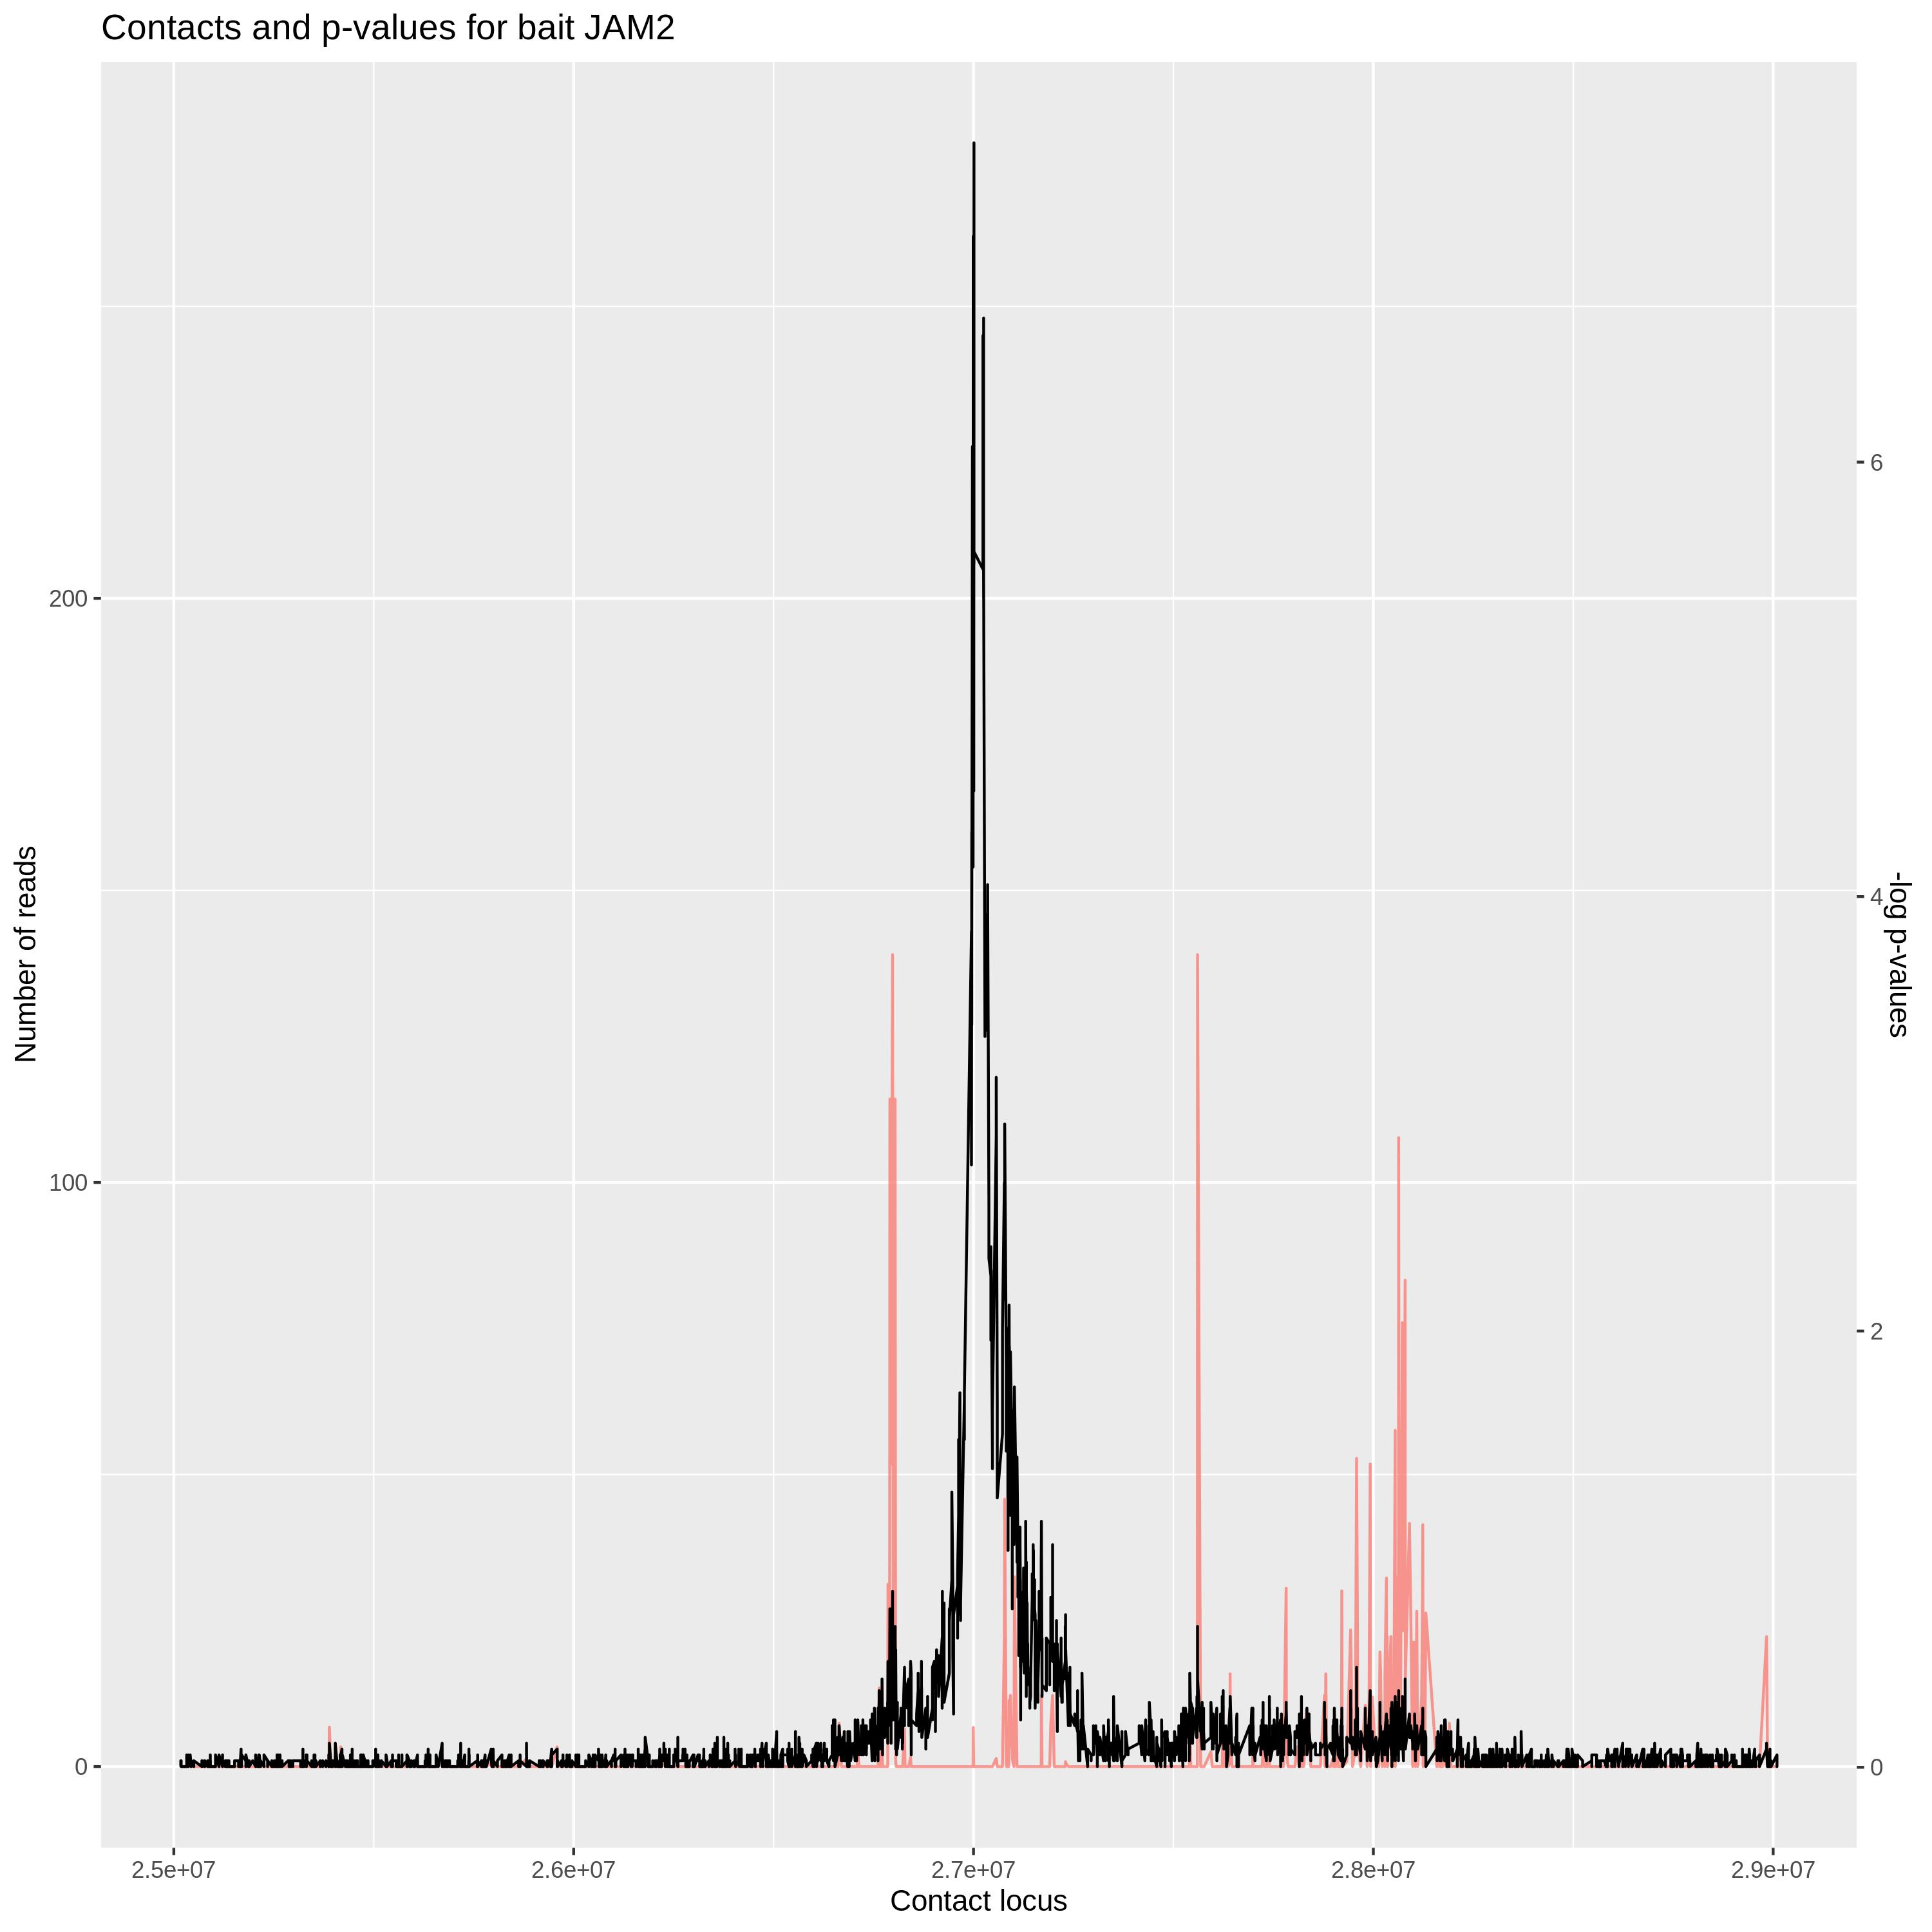 Contacts and p-values for bait JAM2
Number of reads
200
100
0
6
4
2
0
-log p-values
2.5e+07
2.6e+07
2.7e+07
2.8e+07
2.9e+07
Contact locus